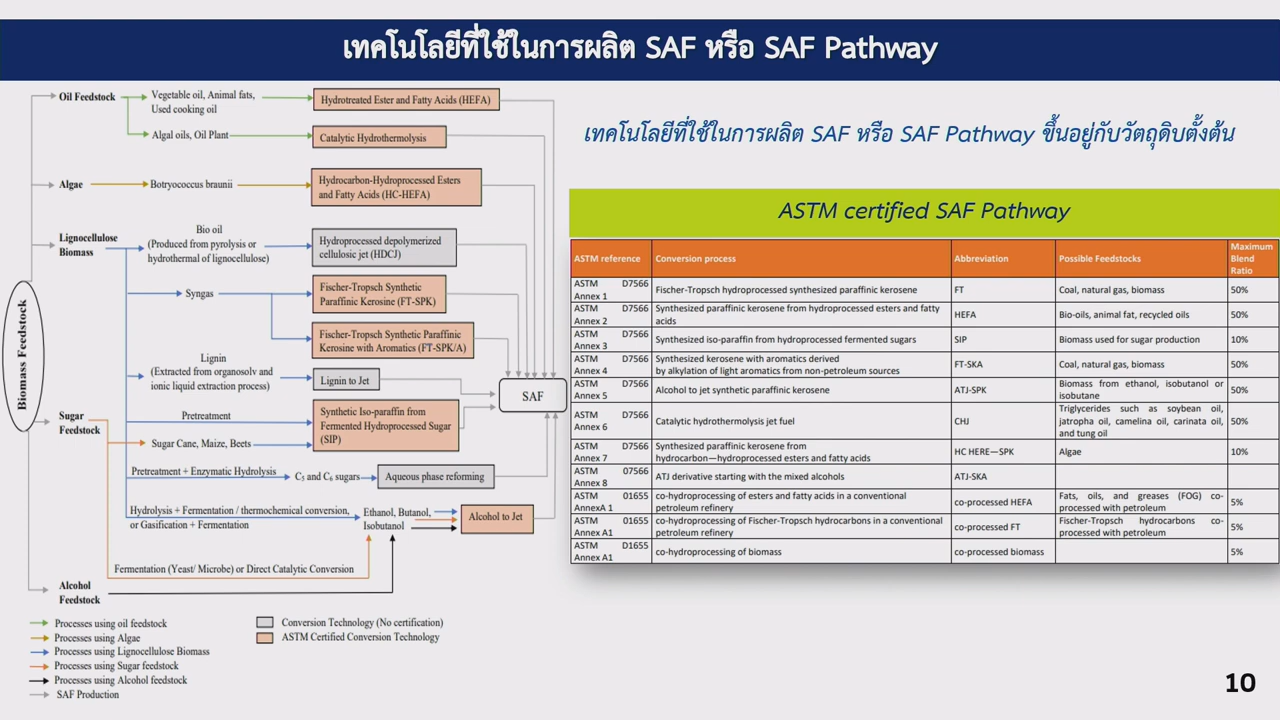 เทคโนโลยีที่ใช้ในการผลิต SAF หรือ SAF Pathway
Oil Feedstock
Vegetable oil, Animal fats,
Used cooking oil
Hydrotreated Ester and Fatty Acids (HEFA)
Algal oils, Oil Plant
Catalytic Hydrothermolysis
Algae
Botryococcus braunii
Hydrocarbon-Hydroprocessed Esters
and Fatty Acids (HC-HEFA)
Lignocellulose
Biomass
Bio oil
(Produced from pyrolysis or
hydrothermal of lignocellulose)
Hydroprocessed depolymerized
cellulosic jet (HDCJ)
Syngas
Fischer-Tropsch Synthetic
Paraffinic Kerosine (FT-SPK)
Fischer-Tropsch Synthetic Paraffinic
Kerosine with Aromatics (FT-SPK/A)
Biomass Feedstock
Lignin
(Extracted from organosolv and
ionic liquid extraction process)
Lignin to Jet
SAF
Sugar
Feedstock
Pretreatment
Sugar Cane, Maize, Beets
Synthetic Iso-paraffin from
Fermented Hydroprocessed Sugar
(SIP)
Pretreatment + Enzymatic Hydrolysis
C5 and C6 sugars
Aqueous phase reforming
Hydrolysis + Fermentation / thermochemical conversion,
or Gasification + Fermentation
Ethanol, Butanol,
Isobutanol
Alcohol to Jet
Fermentation (Yeast/ Microbe) or Direct Catalytic Conversion
Alcohol
Feedstock
Processes using oil feedstock
Processes using Algae
Processes using Lignocellulose Biomass
Processes using Sugar feedstock
Processes using Alcohol feedstock
SAF Production
Conversion Technology (No certification)
ASTM Certified Conversion Technology
เทคโนโลยีที่ใช้ในการผลิต SAF หรือ SAF Pathway ขึ้นอยู่กับวัตถุดิบตั้งต้น
ASTM certified SAF Pathway
ASTM reference Conversion process Abbreviation Possible Feedstocks Maximum Blend Ratio
ASTM D7566 Annex 1 Fischer-Tropsch hydroprocessed synthesized paraffinic kerosene FT Coal, natural gas, biomass 50%
ASTM D7566 Annex 2 Synthesized paraffinic kerosene from hydroprocessed esters and fatty acids HEFA Bio-oils, animal fat, recycled oils 50%
ASTM D7566 Annex 3 Synthesized iso-paraffin from hydroprocessed fermented sugars SIP Biomass used for sugar production 10%
ASTM D7566 Annex 4 Synthesized kerosene with aromatics derived by alkylation of light aromatics from non-petroleum sources FT-SKA Coal, natural gas, biomass 50%
ASTM D7566 Annex 5 Alcohol to jet synthetic paraffinic kerosene ATJ-SPK Biomass from ethanol, isobutanol or isobutane 50%
ASTM D7566 Annex 6 Catalytic hydrothermolysis jet fuel CHJ Triglycerides such as soybean oil, jatropha oil, camelina oil, carinata oil, and tung oil 50%
ASTM D7566 Annex 7 Synthesized paraffinic kerosene from hydrocarbon—hydroprocessed esters and fatty acids HC HERE—SPK Algae 10%
ASTM 07566 Annex 8 ATJ derivative starting with the mixed alcohols ATJ-SKA
ASTM 01655 AnnexA 1 co-hydroprocessing of esters and fatty acids in a conventional petroleum refinery co-processed HEFA Fats, oils, and greases (FOG) co-processed with petroleum 5%
ASTM 01655 Annex A1 co-hydroprocessing of Fischer-Tropsch hydrocarbons in a conventional petroleum refinery co-processed FT Fischer-Tropsch hydrocarbons co-processed with petroleum 5%
ASTM D1655 Annex A1 co-hydroprocessing of biomass co-processed biomass 5%
10